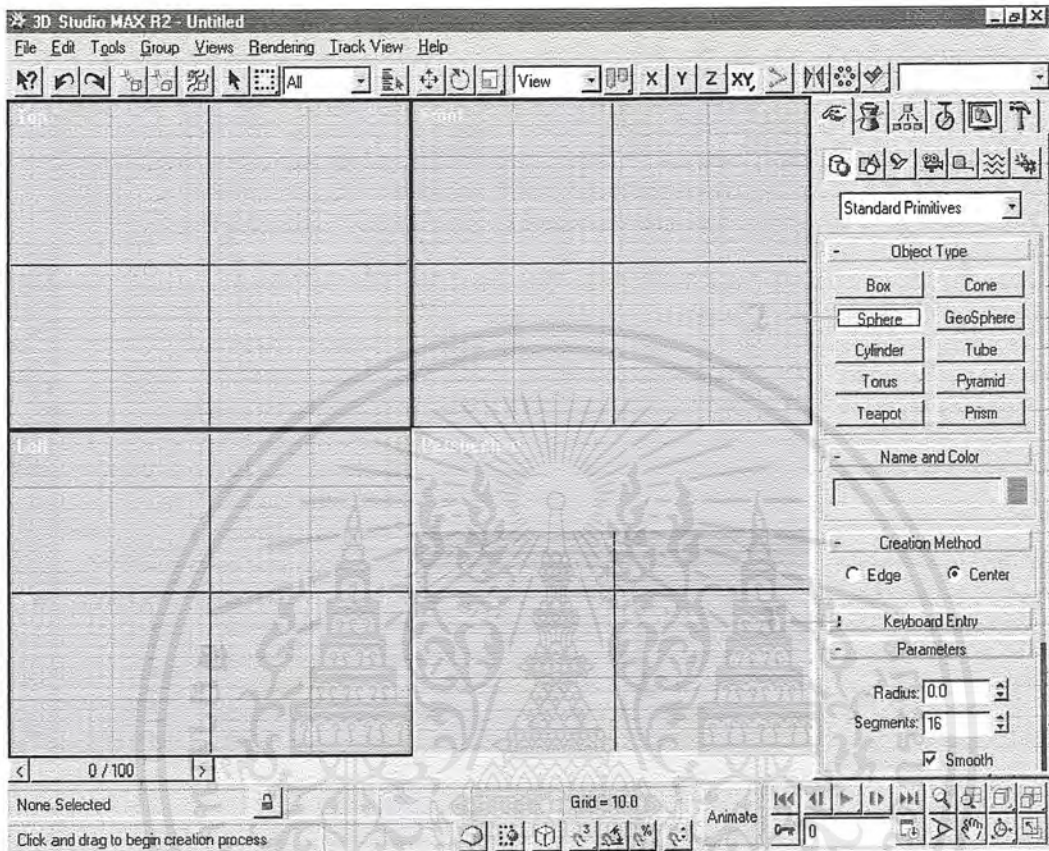 3D Studio MAX R2 - Untitled
File Edit Tools Group Views Rendering Track View Help
All View X Y Z XY
Top Front
Standard Primitives
- Object Type
Box Cone
Sphere GeoSphere
Cylinder Tube
Torus Pyramid
Teapot Prism
Left Perspective
- Name and Color
- Creation Method
Edge Center
Keyboard Entry
- Parameters
Radius: 0.0
Segments: 16
Smooth
< 0 / 100 >
None Selected Grid = 10.0 Animate
Click and drag to begin creation process 0